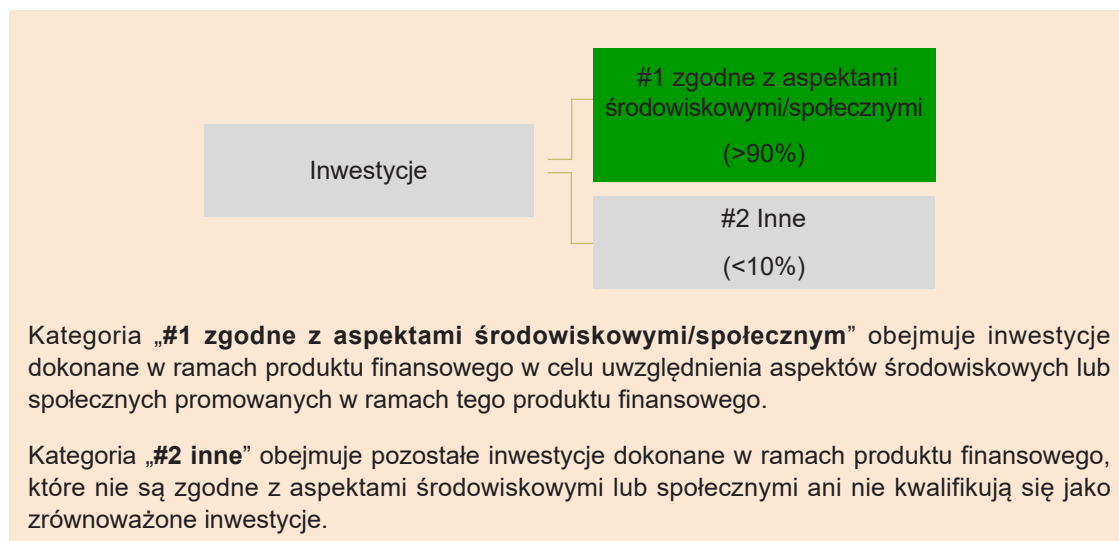 #1 zgodne z aspektami
środowiskowymi/społecznymi
(>90%)
Inwestycje
#2 Inne
(<10%)
Kategoria „#1 zgodne z aspektami środowiskowymi/społecznym” obejmuje inwestycje
dokonane w ramach produktu finansowego w celu uwzględnienia aspektów środowiskowych lub
społecznych promowanych w ramach tego produktu finansowego.
Kategoria „#2 inne” obejmuje pozostałe inwestycje dokonane w ramach produktu finansowego,
które nie są zgodne z aspektami środowiskowymi lub społecznymi ani nie kwalifikują się jako
zrównoważone inwestycje.